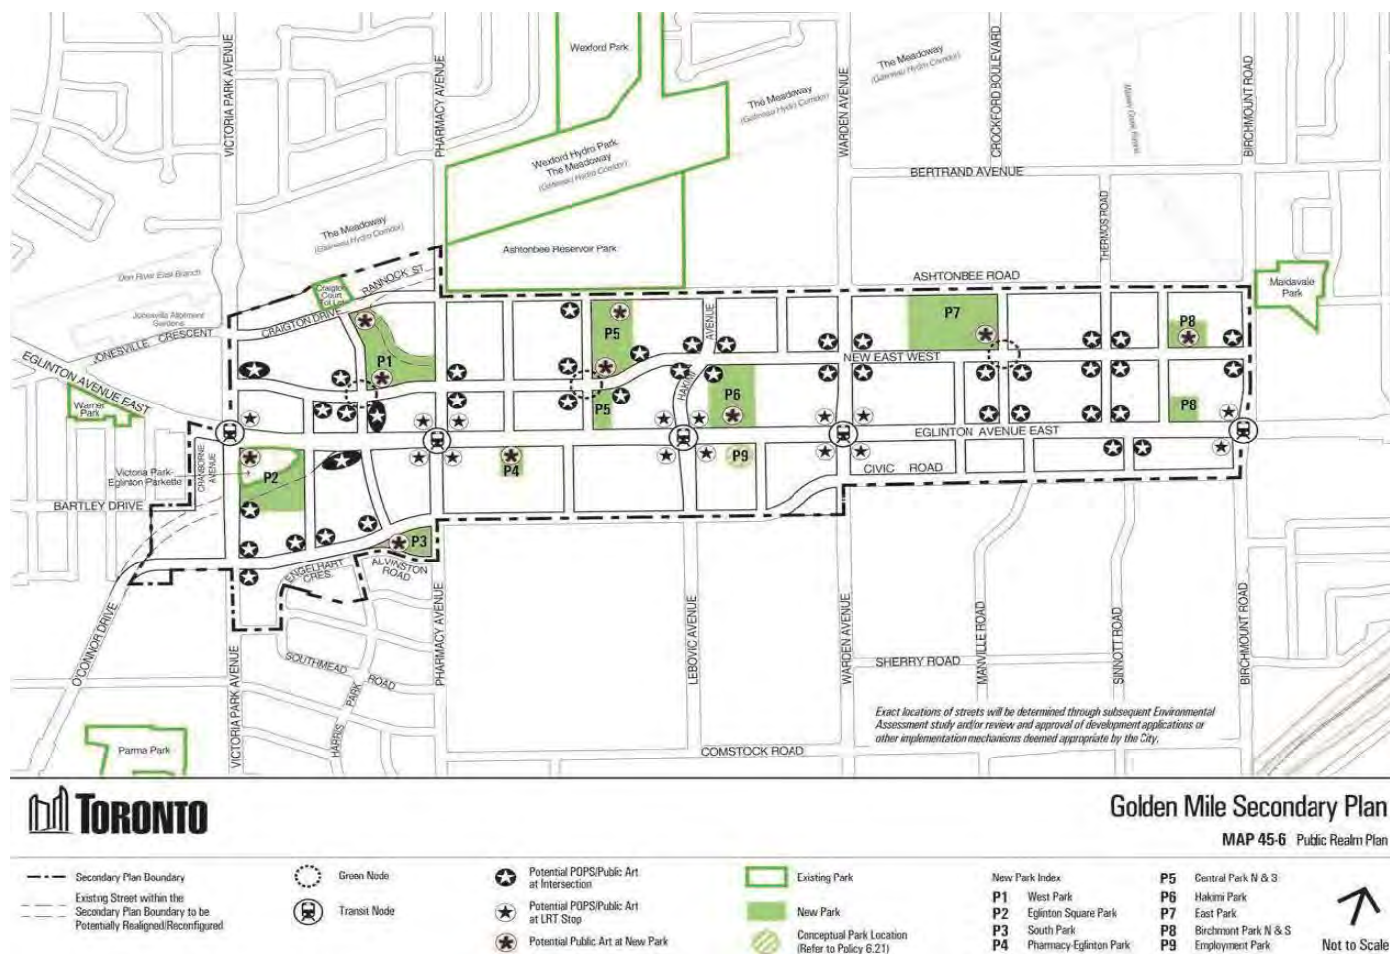 Wexford Park
The Meadoway
(Gatineau Hydro Corridor)
The Meadoway
(Gatineau Hydro Corridor)
VICTORIA PARK AVENUE
PHARMACY AVENUE
WARDEN AVENUE
CROCKFORD BOULEVARD
BIRCHMOUNT ROAD
Wexford Hydro Park-
The Meadoway
(Gatineau Hydro Corridor)
BERTRAND AVENUE
THERMOS ROAD
The Meadoway
(Gatineau Hydro Corridor)
Ashtonbee Reservoir Park
Don River East Branch
RANNOCK ST
ASHTONBEE ROAD
Maidavale
Park
Craigton
Court
Tot Lot
Jonesville Allotment
Gardens
CRAIGTON DRIVE
JONESVILLE CRESCENT
P5
HAKIMI AVENUE
P7
P8
EGLINTON AVENUE EAST
P1
NEW EAST WEST
Warner
Park
P5
P6
P8
EGLINTON AVENUE EAST
CRANBORNE
AVENUE
Victoria Park-
Eglinton Parkette
P2
P4
P9
CIVIC ROAD
BARTLEY DRIVE
P3
ENGELHART
CRES.
ALVINSTON
ROAD
O'CONNOR DRIVE
VICTORIA PARK AVENUE
SOUTHMEAD ROAD
HARRIS PARK
PHARMACY AVENUE
LEBOVIC AVENUE
WARDEN AVENUE
SHERRY ROAD
MANVILLE ROAD
SINNOTT ROAD
BIRCHMOUNT ROAD
Exact locations of streets will be determined through subsequent Environmental
Assessment study and/or review and approval of development applications or
other implementation mechanisms deemed appropriate by the City.
Parma Park
COMSTOCK ROAD
TORONTO
Golden Mile Secondary Plan
MAP 45-6 Public Realm Plan
Secondary Plan Boundary
Existing Street within the
Secondary Plan Boundary to be
Potentially Realigned/Reconfigured
Green Node
Transit Node
Potential POPS/Public Art
at Intersection
Potential POPS/Public Art
at LRT Stop
Potential Public Art at New Park
Existing Park
New Park
Conceptual Park Location
(Refer to Policy 6.21)
New Park Index
P1 West Park
P2 Eglinton Square Park
P3 South Park
P4 Pharmacy-Eglinton Park
P5 Central Park N & S
P6 Hakimi Park
P7 East Park
P8 Birchmont Park N & S
P9 Employment Park
Not to Scale